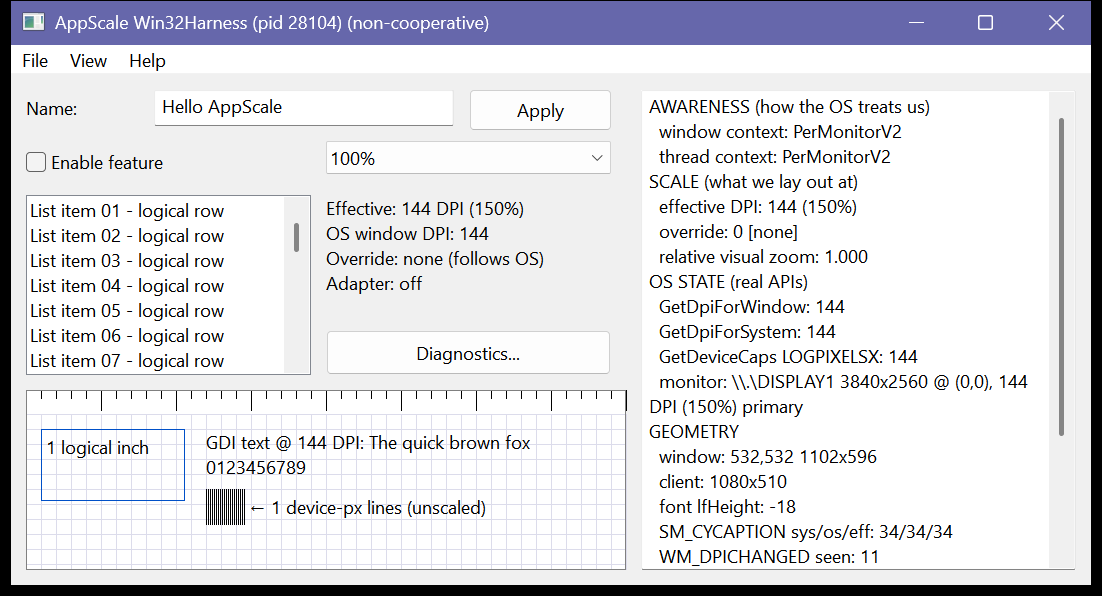 AppScale Win32Harness (pid 28104) (non-cooperative)
File View Help
Name:
Hello AppScale
Apply
Enable feature
100%
List item 01 - logical row
List item 02 - logical row
List item 03 - logical row
List item 04 - logical row
List item 05 - logical row
List item 06 - logical row
List item 07 - logical row
Effective: 144 DPI (150%)
OS window DPI: 144
Override: none (follows OS)
Adapter: off
Diagnostics...
1 logical inch
GDI text @ 144 DPI: The quick brown fox
0123456789
← 1 device-px lines (unscaled)
AWARENESS (how the OS treats us)
window context: PerMonitorV2
thread context: PerMonitorV2
SCALE (what we lay out at)
effective DPI: 144 (150%)
override: 0 [none]
relative visual zoom: 1.000
OS STATE (real APIs)
GetDpiForWindow: 144
GetDpiForSystem: 144
GetDeviceCaps LOGPIXELSX: 144
monitor: \\.\DISPLAY1 3840x2560 @ (0,0), 144
DPI (150%) primary
GEOMETRY
window: 532,532 1102x596
client: 1080x510
font lfHeight: -18
SM_CYCAPTION sys/os/eff: 34/34/34
WM_DPICHANGED seen: 11